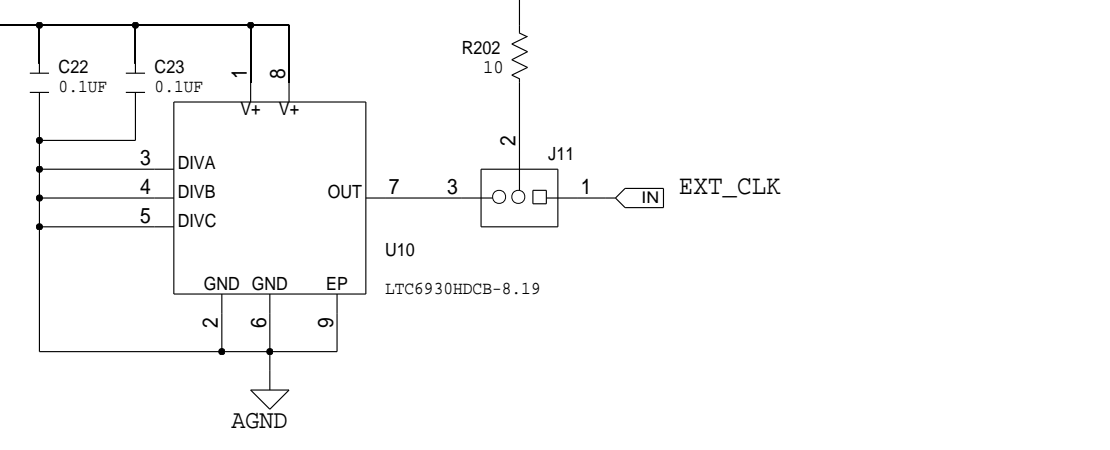 R202
10
C22
0.1UF
C23
0.1UF
1
8
V+
V+
2
J11
3
DIVA
4
DIVB
5
DIVC
OUT
7
3
1
IN
EXT_CLK
U10
LTC6930HDCB-8.19
GND
GND
EP
2
6
9
AGND